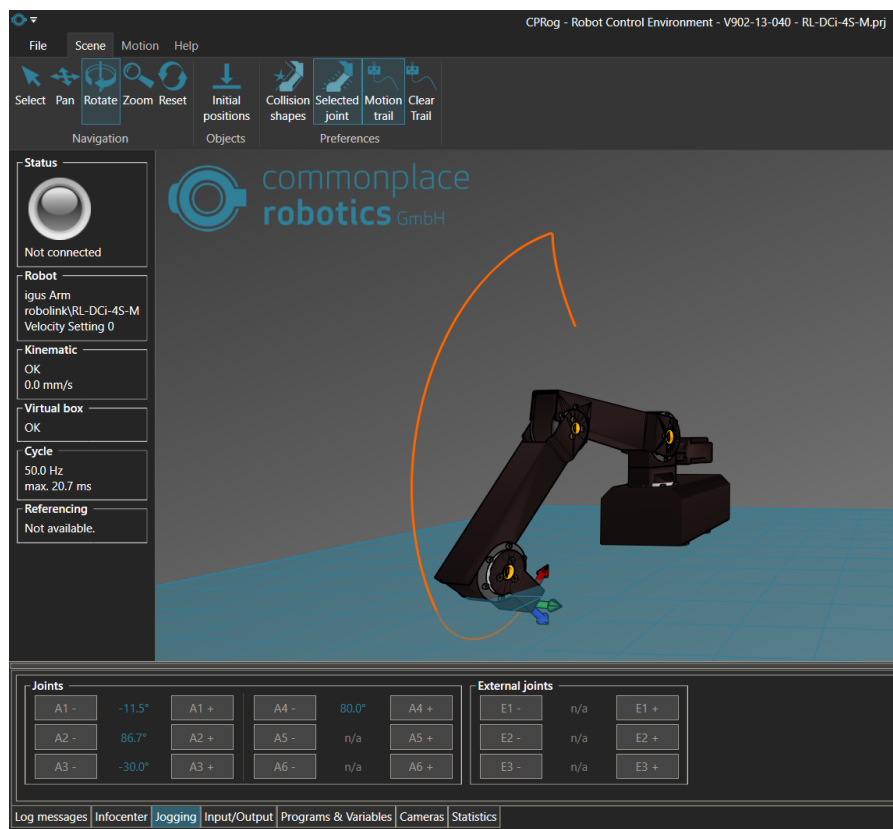 CPRog - Robot Control Environment - V902-13-040 - RL-DCi-4S-M.prj
File Scene Motion Help
Select Pan Rotate Zoom Reset Initial positions Collision shapes Selected joint Motion trail Clear Trail
Navigation Objects Preferences
Status
Not connected
Robot
igus Arm
robolink\RL-DCi-4S-M
Velocity Setting 0
Kinematic
OK
0.0 mm/s
Virtual box
OK
Cycle
50.0 Hz
max. 20.7 ms
Referencing
Not available.
commonplace
robotics GmbH
Joints
A1 - -11.5° A1 + A4 - 80.0° A4 +
A2 - 86.7° A2 + A5 - n/a A5 +
A3 - -30.0° A3 + A6 - n/a A6 +
External joints
E1 - n/a E1 +
E2 - n/a E2 +
E3 - n/a E3 +
Log messages Infocenter Jogging Input/Output Programs & Variables Cameras Statistics